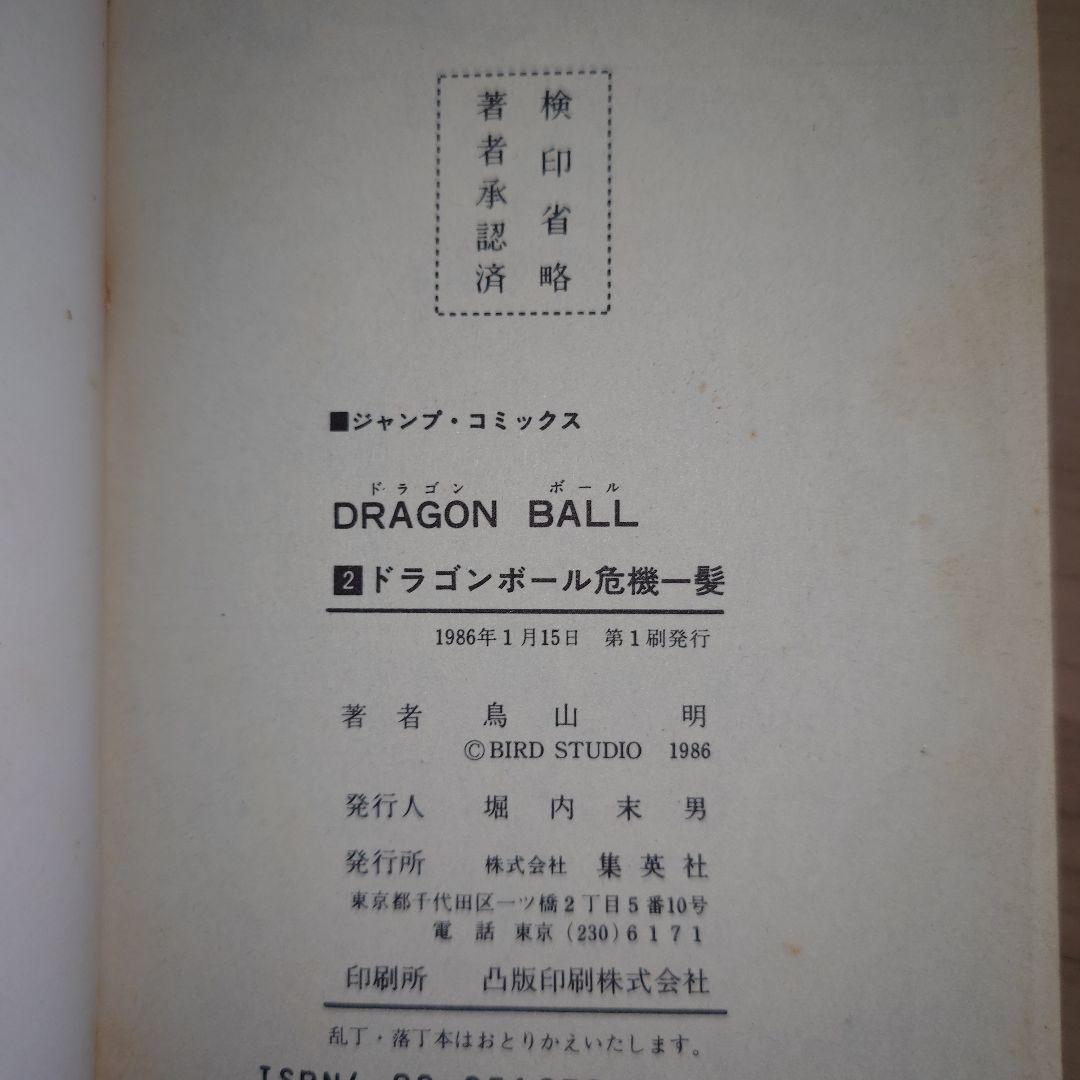 検印省略
著者承認済
■ジャンプ・コミックス
ドラゴン ボール
DRAGON BALL
2 ドラゴンボール危機一髪
1986年1月15日 第1刷発行
著者 鳥山 明
©BIRD STUDIO 1986
発行人 堀内末男
発行所 株式会社 集英社
東京都千代田区一ツ橋2丁目5番10号
電話 東京(230)6171
印刷所 凸版印刷株式会社
乱丁・落丁本はおとりかえいたします。